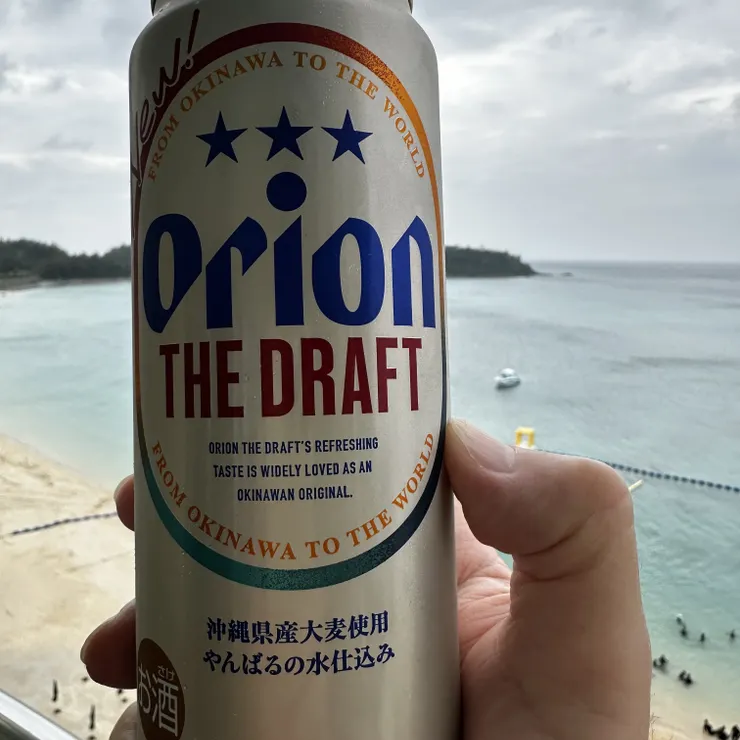 New!
FROM OKINAWA TO THE WORLD
Orion
THE DRAFT
ORION THE DRAFT'S REFRESHING
TASTE IS WIDELY LOVED AS AN
OKINAWAN ORIGINAL.
FROM OKINAWA TO THE WORLD
沖縄県産大麦使用
やんばるの水仕込み
さけ
お酒